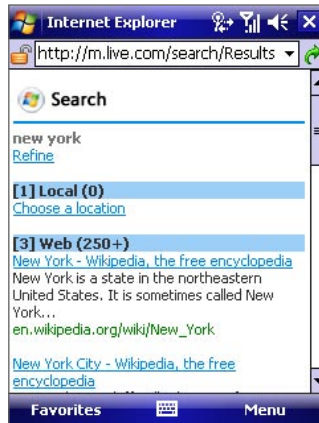 Internet Explorer
http://m.live.com/search/Results
Search
new york
Refine
[1] Local (0)
Choose a location
[3] Web (250+)
New York - Wikipedia, the free encyclopedia
New York is a state in the northeastern
United States. It is sometimes called New
York...
en.wikipedia.org/wiki/New_York
New York City - Wikipedia, the free
encyclopedia
Favorites
Menu